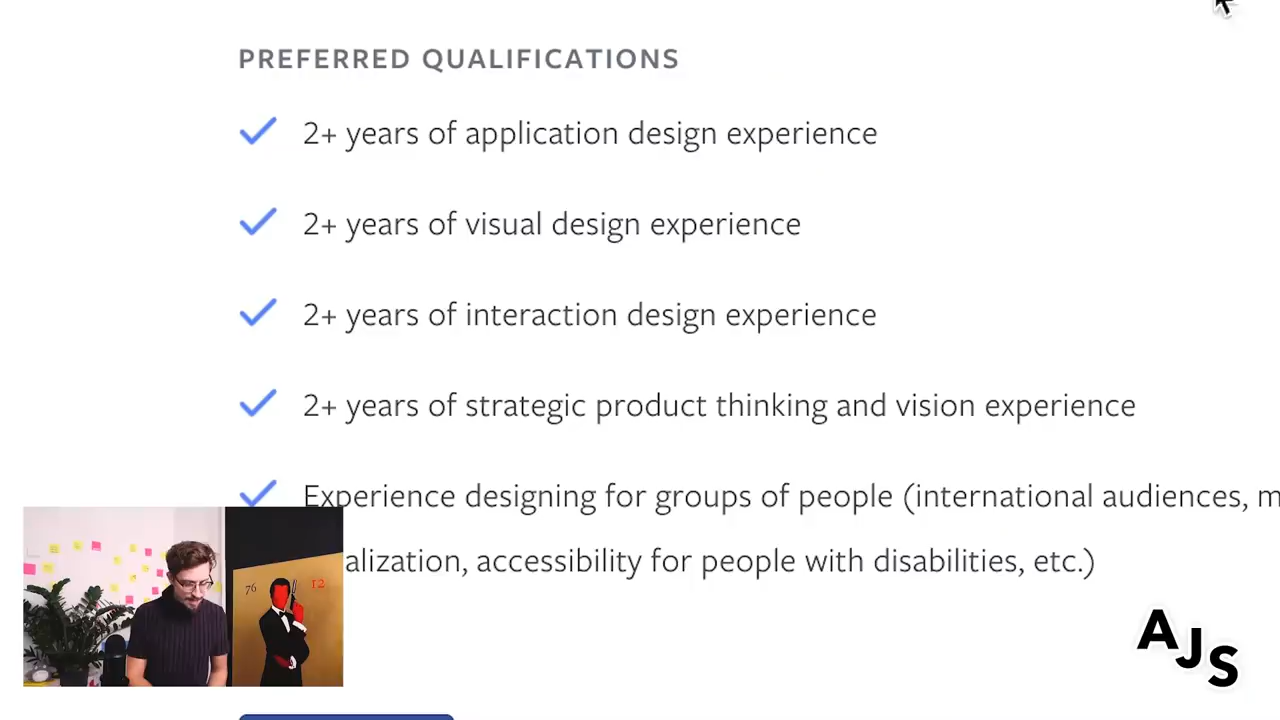 PREFERRED QUALIFICATIONS
2+ years of application design experience
2+ years of visual design experience
2+ years of interaction design experience
2+ years of strategic product thinking and vision experience
Experience designing for groups of people (international audiences, m
alization, accessibility for people with disabilities, etc.)
76 12
AJS